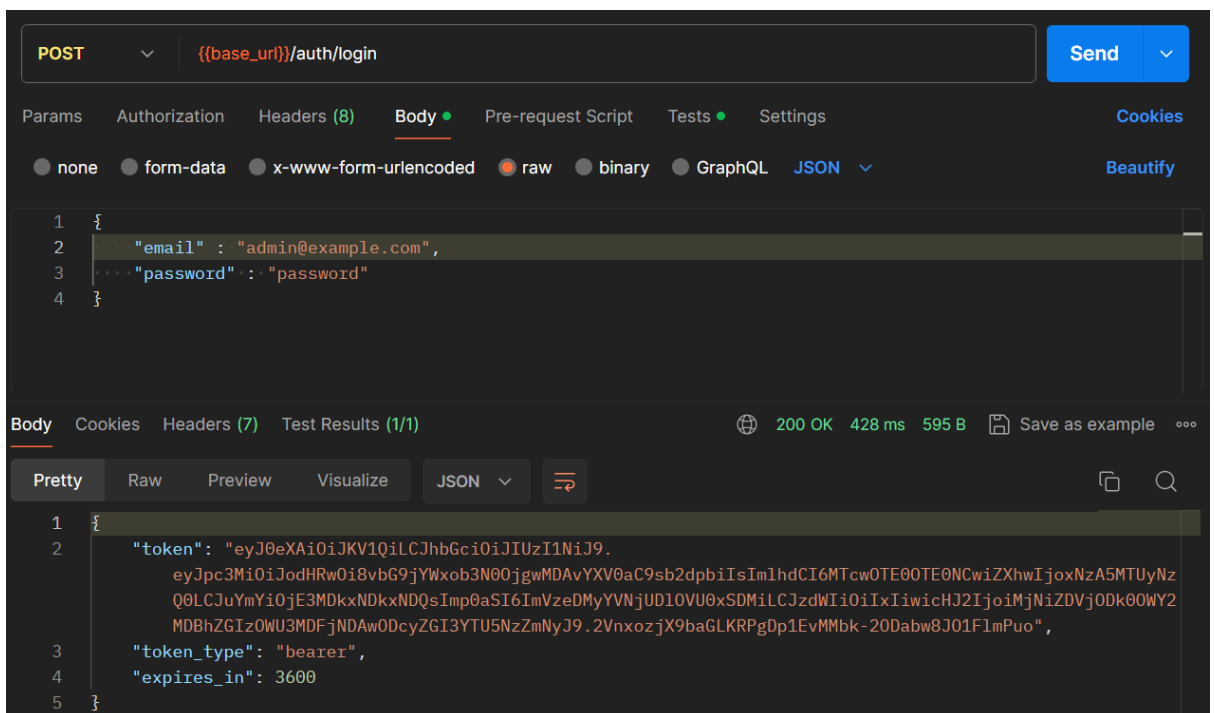 POST {{base_url}}/auth/login Send
Params Authorization Headers (8) Body Pre-request Script Tests Settings Cookies
none form-data x-www-form-urlencoded raw binary GraphQL JSON Beautify
1 {
2 "email" : "admin@example.com",
3 "password" : "password"
4 }
Body Cookies Headers (7) Test Results (1/1) 200 OK 428 ms 595 B Save as example
Pretty Raw Preview Visualize JSON
1 {
2 "token": "eyJ0eXAiOiJKV1QiLCJhbGciOiJIUzI1NiJ9.
eyJpc3MiOiJodHRwOi8vbG9jYWxob3N0OjgwMDAvYXV0aC9sb2dpbiIsImlhdCI6MTcwOTE0OTE0NCwiZXhwIjoxNzA5MTUyNz
Q0LCJuYmYiOjE3MDkxNDkxNDQsImp0aSI6ImVzeDMyYVNjUDlOVU0xSDMiLCJzdWIiOiIxIiwicHJ2IjoiMjNiZDVjODk0OWY2
MDBhZGIzOWU3MDFjNDAwODcyZGI3YTU5NzZmNyJ9.2VnxozjX9baGLKRPgDp1EvMMbk-2ODabw8JO1FlmPuo",
3 "token_type": "bearer",
4 "expires_in": 3600
5 }